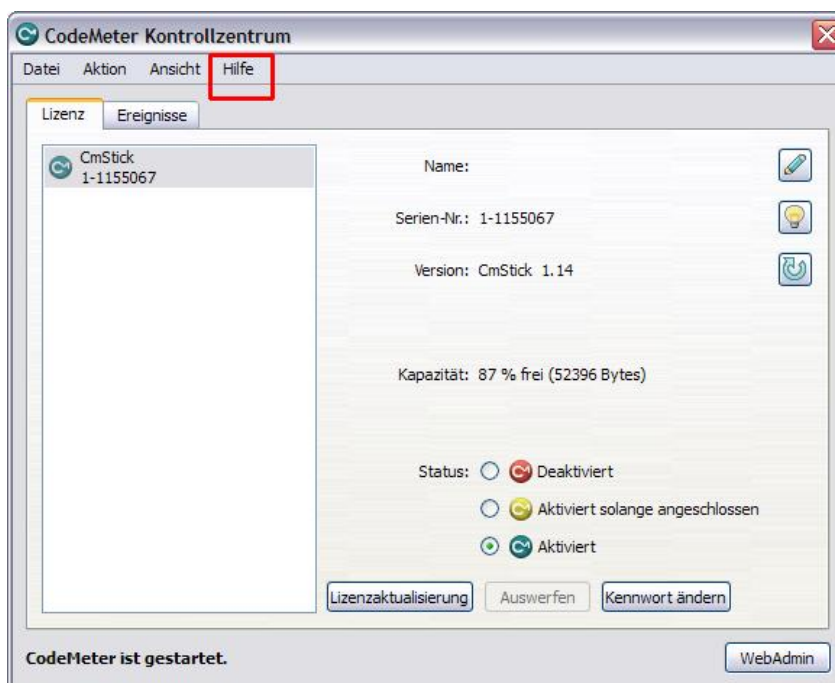 CodeMeter Kontrollzentrum
Datei Aktion Ansicht Hilfe
Lizenz Ereignisse
CmStick
1-1155067
Name:
Serien-Nr.: 1-1155067
Version: CmStick 1.14
Kapazität: 87 % frei (52396 Bytes)
Status: Deaktiviert
Aktiviert solange angeschlossen
Aktiviert
Lizenzaktualisierung Auswerfen Kennwort ändern
CodeMeter ist gestartet. WebAdmin